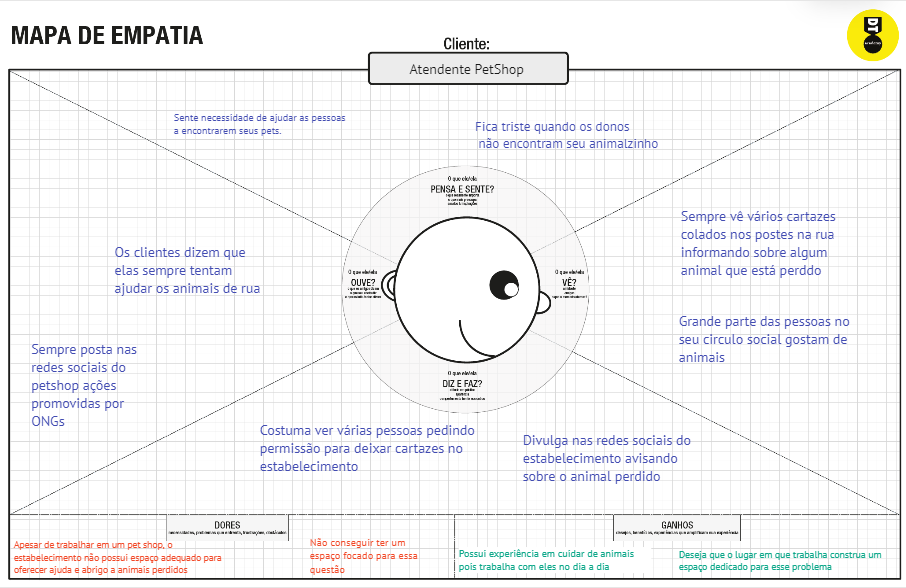 MAPA DE EMPATIA
Cliente:
Atendente PetShop
Sente necessidade de ajudar as pessoas
a encontrarem seus pets.
Fica triste quando os donos
não encontram seu animalzinho
O que ele/ela
PENSA E SENTE?
Os clientes dizem que
elas sempre tentam
ajudar os animais de rua
O que ele/ela
OUVE?
O que ele/ela
VÊ?
Sempre vê vários cartazes
colados nos postes na rua
informando sobre algum
animal que está perddo
Grande parte das pessoas no
seu circulo social gostam de
animais
Sempre posta nas
redes sociais do
petshop ações
promovidas por
ONGs
O que ele/ela
DIZ E FAZ?
Costuma ver várias pessoas pedindo
permissão para deixar cartazes no
estabelecimento
Divulga nas redes sociais do
estabelecimento avisando
sobre o animal perdido
DORES
GANHOS
Apesar de trabalhar em um pet shop, o
estabelecimento não possui espaço adequado para
oferecer ajuda e abrigo a animais perdidos
Não conseguir ter um
espaço focado para essa
questão
Possui experiência em cuidar de animais
pois trabalha com eles no dia a dia
Deseja que o lugar em que trabalha construa um
espaço dedicado para esse problema